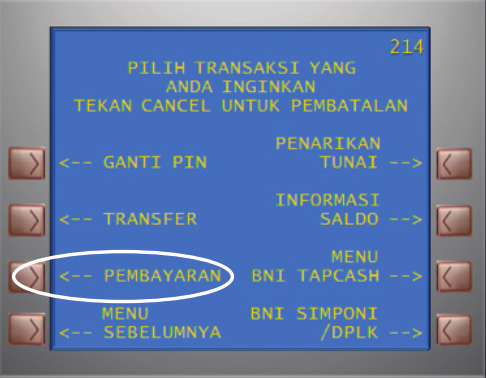 214
PILIH TRANSAKSI YANG
ANDA INGINKAN
TEKAN CANCEL UNTUK PEMBATALAN
PENARIKAN
<-- GANTI PIN TUNAI -->
INFORMASI
<-- TRANSFER SALDO -->
MENU
<-- PEMBAYARAN BNI TAPCASH -->
MENU BNI SIMPONI
<-- SEBELUMNYA /DPLK -->